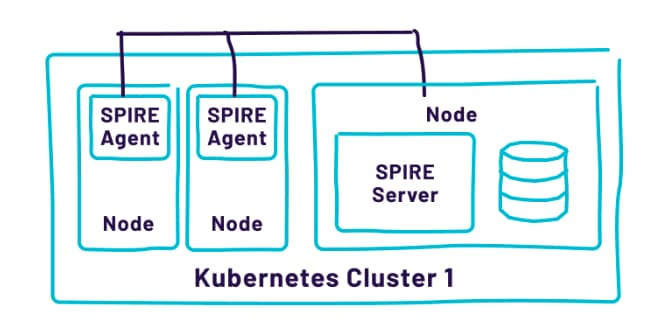 SPIRE
Agent
Node
SPIRE
Agent
Node
Node
SPIRE
Server
Kubernetes Cluster 1